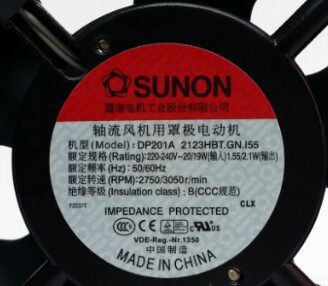 SUNON
建准电机工业股份有限公司
轴流风机用罩极电动机
机型(Model): DP201A 2123HBT.GN.I55
额定规格(Rating): 220-240V~20/19W(输入)1.55/2.1W(输出)
额定频率(Hz): 50/60Hz
额定转速(RPM): 2750/3050r/min
绝缘等级(Insulation class): B(CCC规范)
IMPEDANCE PROTECTED CLX
VDE-Reg.-Nr.1350
中国制造
MADE IN CHINA